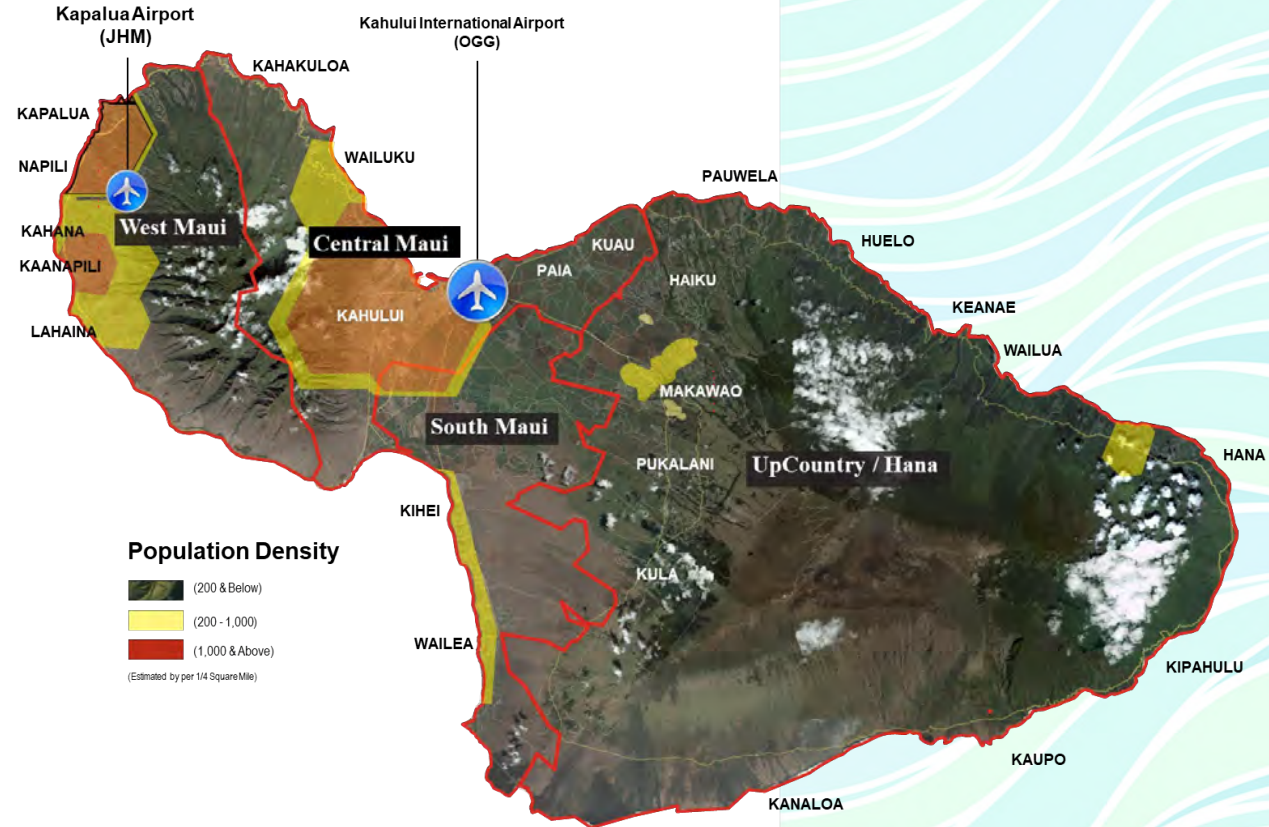 Kapalua Airport
(JHM)
Kahului International Airport
(OGG)
KAHAKULOA
KAPALUA
NAPILI
WAILUKU
PAUWELA
West Maui
KAHANA
Central Maui
KUAU
HUELO
KAANAPILI
PAIA
HAIKU
KAHULUI
KEANAE
LAHAINA
WAILUA
MAKAWAO
South Maui
PUKALANI
UpCountry / Hana
HANA
KIHEI
Population Density
KULA
(200 & Below)
(200 - 1,000)
WAILEA
(1,000 & Above)
(Estimated by per 1/4 Square Mile)
KIPAHULU
KAUPO
KANALOA